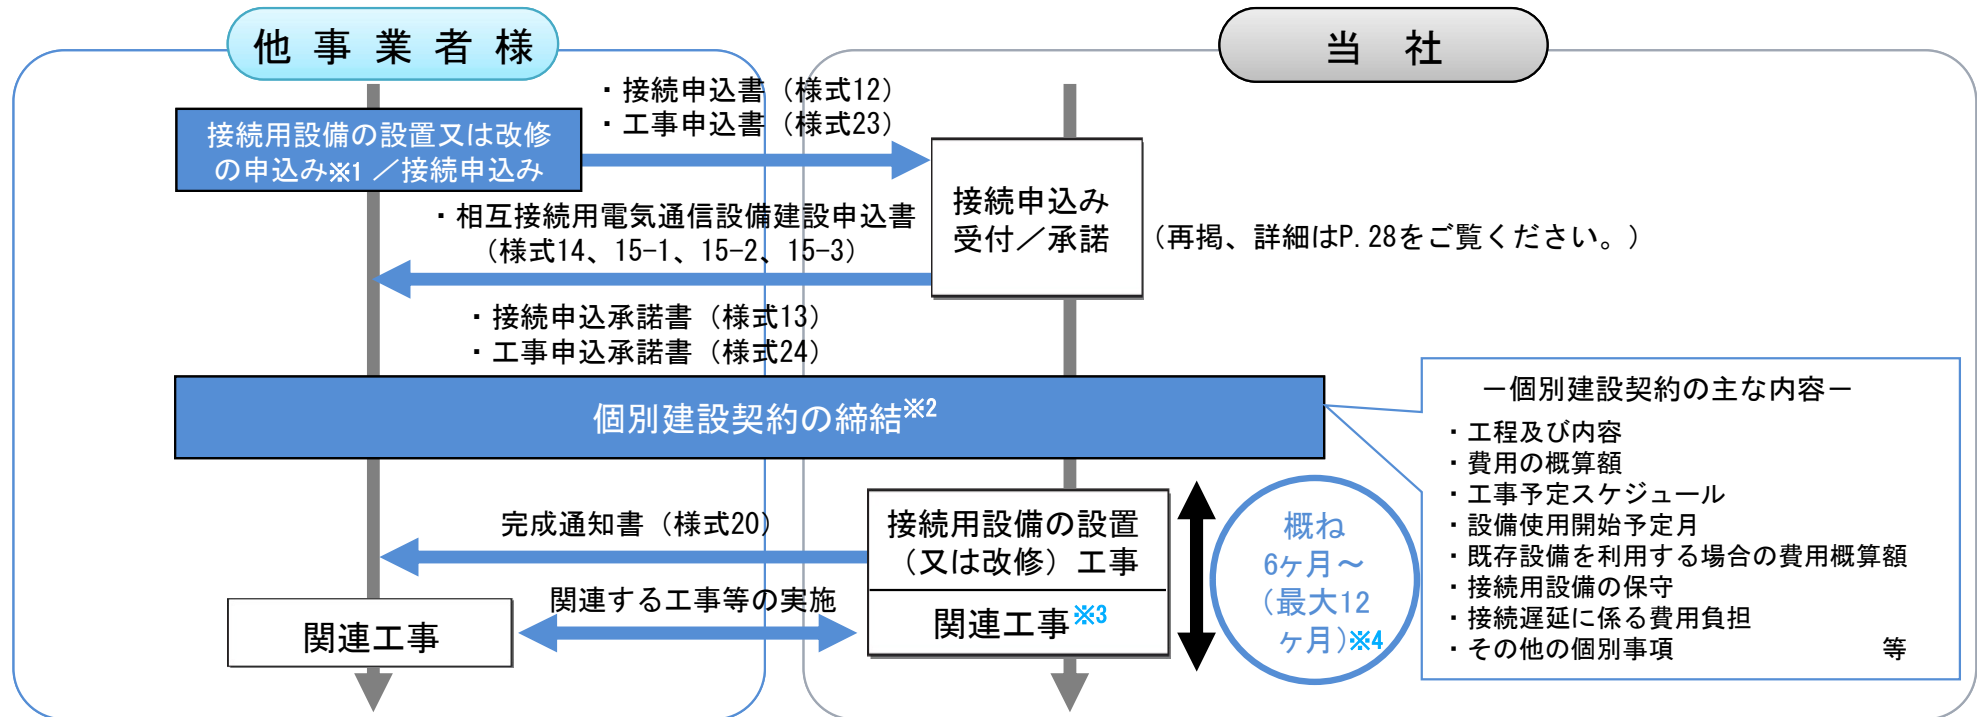 他事業者様
当　社
・接続申込書（様式12）
・工事申込書（様式23）
接続用設備の設置又は改修
の申込み※1／接続申込み
・相互接続用電気通信設備建設申込書
（様式14、15-1、15-2、15-3）
接続申込み
受付／承諾
（再掲、詳細はP.28をご覧ください。）
・接続申込承諾書（様式13）
・工事申込承諾書（様式24）
個別建設契約の締結※2
－個別建設契約の主な内容－
・工程及び内容
・費用の概算額
・工事予定スケジュール
・設備使用開始予定月
・既存設備を利用する場合の費用概算額
・接続用設備の保守
・接続遅延に係る費用負担
・その他の個別事項　等
完成通知書（様式20）
接続用設備の設置
（又は改修）工事
関連工事※3
概ね
6ヶ月～
（最大12
ヶ月）※4
関連する工事等の実施
関連工事